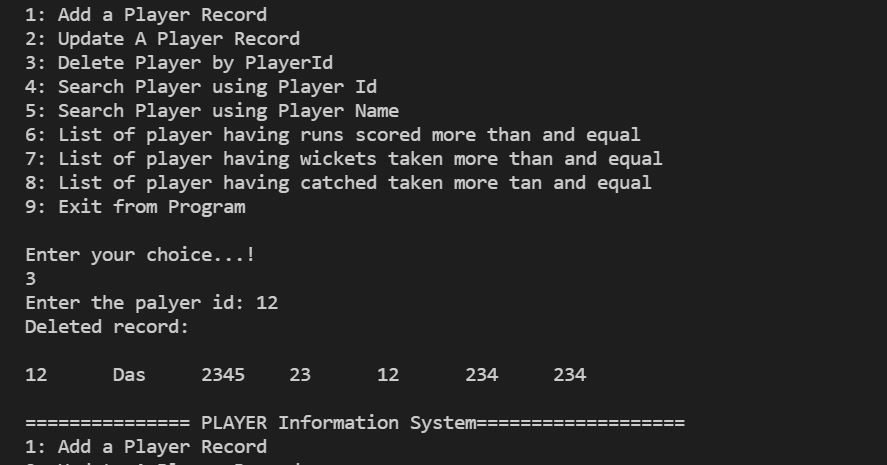 1: Add a Player Record
2: Update A Player Record
3: Delete Player by PlayerId
4: Search Player using Player Id
5: Search Player using Player Name
6: List of player having runs scored more than and equal
7: List of player having wickets taken more than and equal
8: List of player having catched taken more tan and equal
9: Exit from Program
Enter your choice...!
3
Enter the palyer id: 12
Deleted record:
12 Das 2345 23 12 234 234
=============== PLAYER Information System===================
1: Add a Player Record
2: Update A Player Record